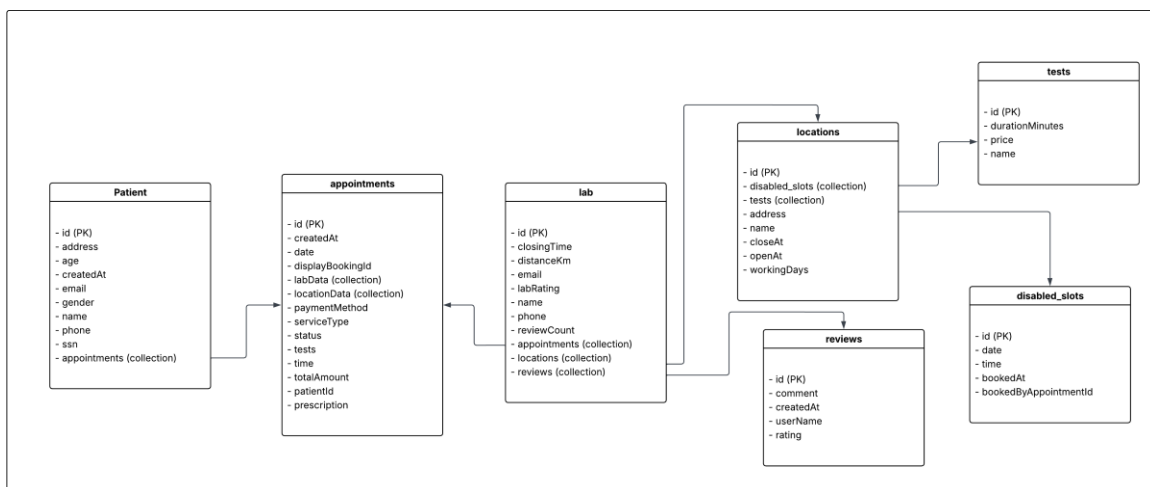 Patient
- id (PK)
- address
- age
- createdAt
- email
- gender
- name
- phone
- ssn
- appointments (collection)
appointments
- id (PK)
- createdAt
- date
- displayBookingId
- labData (collection)
- locationData (collection)
- paymentMethod
- serviceType
- status
- tests
- time
- totalAmount
- patientId
- prescription
lab
- id (PK)
- closingTime
- distanceKm
- email
- labRating
- name
- phone
- reviewCount
- appointments (collection)
- locations (collection)
- reviews (collection)
locations
- id (PK)
- disabled_slots (collection)
- tests (collection)
- address
- name
- closeAt
- openAt
- workingDays
reviews
- id (PK)
- comment
- createdAt
- userName
- rating
tests
- id (PK)
- durationMinutes
- price
- name
disabled_slots
- id (PK)
- date
- time
- bookedAt
- bookedByAppointmentId